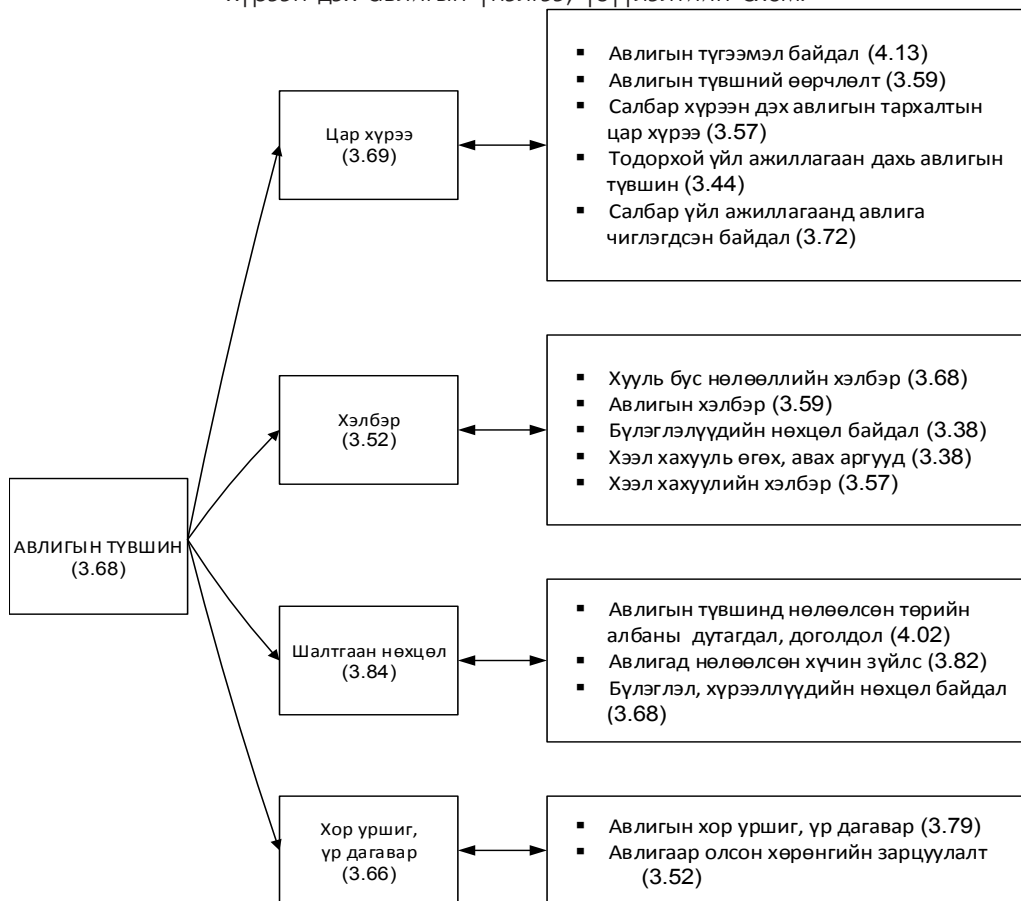 Цар хүрээ
(3.69)
▪ Авлигын түгээмэл байдал (4.13)
▪ Авлигын түвшний өөрчлөлт (3.59)
▪ Салбар хүрээн дэх авлигын тархалтын
цар хүрээ (3.57)
▪ Тодорхой үйл ажиллагаан дахь авлигын
түвшин (3.44)
▪ Салбар үйл ажиллагаанд авлига
чиглэгдсэн байдал (3.72)
Хэлбэр
(3.52)
▪ Хууль бус нөлөөллийн хэлбэр (3.68)
▪ Авлигын хэлбэр (3.59)
▪ Бүлэглэлүүдийн нөхцөл байдал (3.38)
▪ Хээл хахууль өгөх, авах аргууд (3.38)
▪ Хээл хахуулийн хэлбэр (3.57)
АВЛИГЫН ТҮВШИН
(3.68)
Шалтгаан нөхцөл
(3.84)
▪ Авлигын түвшинд нөлөөлсөн төрийн
албаны дутагдал, доголдол (4.02)
▪ Авлигад нөлөөлсөн хүчин зүйлс (3.82)
▪ Бүлэглэл, хүрээллүүдийн нөхцөл байдал
(3.68)
Хор уршиг,
үр дагавар
(3.66)
▪ Авлигын хор уршиг, үр дагавар (3.79)
▪ Авлигаар олсон хөрөнгийн зарцуулалт
(3.52)